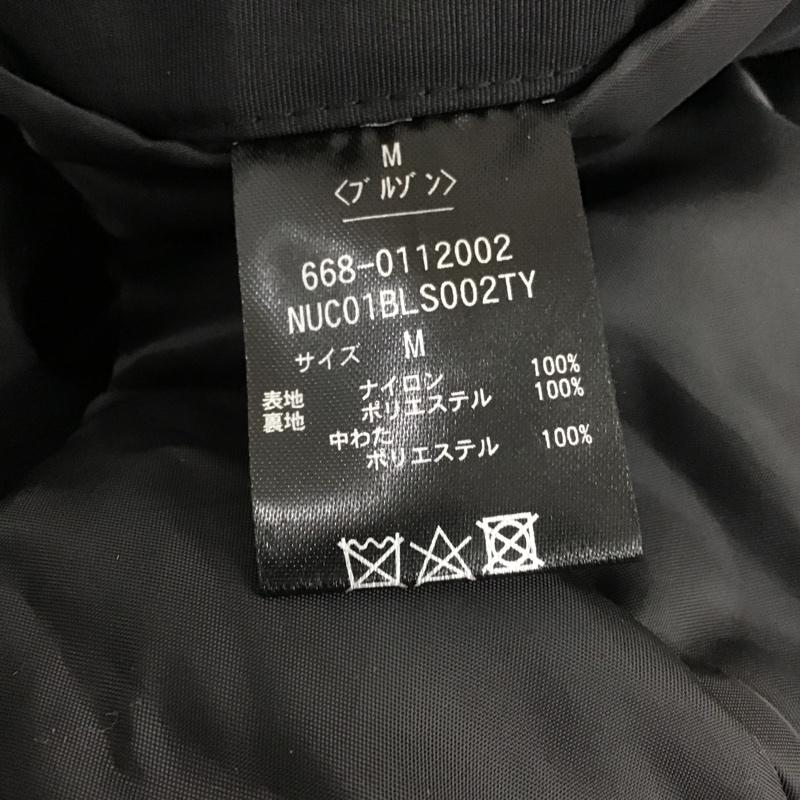 M
<ブルゾン>
668-0112002
NUC01BLS002TY
サイズ M
表地 ナイロン 100%
裏地 ポリエステル 100%
中わた
ポリエステル 100%